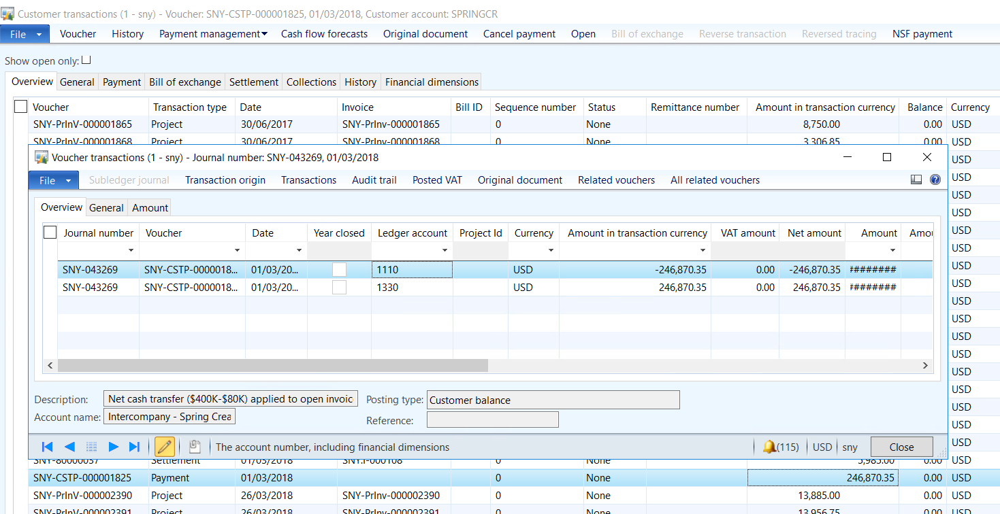 Customer transactions (1 - sny) - Voucher: SNY-CSTP-000001825, 01/03/2018, Customer account: SPRINGCR
File Voucher History Payment management Cash flow forecasts Original document Cancel payment Open Bill of exchange Reverse transaction Reversed tracing NSF payment
Show open only:
Overview General Payment Bill of exchange Settlement Collections History Financial dimensions
Voucher Transaction type Date Invoice Bill ID Sequence number Status Remittance number Amount in transaction currency Balance Currency
SNY-PrInV-000001865 Project 30/06/2017 SNY-PrInv-000001865 0 None 8,750.00 0.00 USD
SNY-PrInV-000001868 Project 30/06/2017 SNY-PrInv-000001868 0 None 3,306.85 0.00 USD
Voucher transactions (1 - sny) - Journal number: SNY-043269, 01/03/2018
USD
File Subledger journal Transaction origin Transactions Audit trail Posted VAT Original document Related vouchers All related vouchers
USD
USD
Overview General Amount
USD
USD
Journal number Voucher Date Year closed Ledger account Project Id Currency Amount in transaction currency VAT amount Net amount Amount Amou
USD
SNY-043269 SNY-CSTP-0000018... 01/03/20... 1110 USD -246,870.35 0.00 -246,870.35 ########
USD
SNY-043269 SNY-CSTP-0000018... 01/03/20... 1330 USD 246,870.35 0.00 246,870.35 ########
USD
USD
USD
USD
USD
USD
USD
Description: Net cash transfer ($400K-$80K) applied to open invoic Posting type: Customer balance
USD
Account name: Intercompany - Spring Crea Reference:
USD
USD
The account number, including financial dimensions (115) USD sny Close
SNY-80000037 Settlement 01/03/2018 SNY.I-000108 0 None 5,985.00 0.00 USD
SNY-CSTP-000001825 Payment 01/03/2018 0 None 246,870.35 0.00 USD
SNY-PrInV-000002390 Project 26/03/2018 SNY-PrInv-000002390 0 None 13,885.00 0.00 USD
SNY-PrInV-000002391 Project 26/03/2018 SNY-PrInv-000002391 0 None 13,956.75 0.00 USD